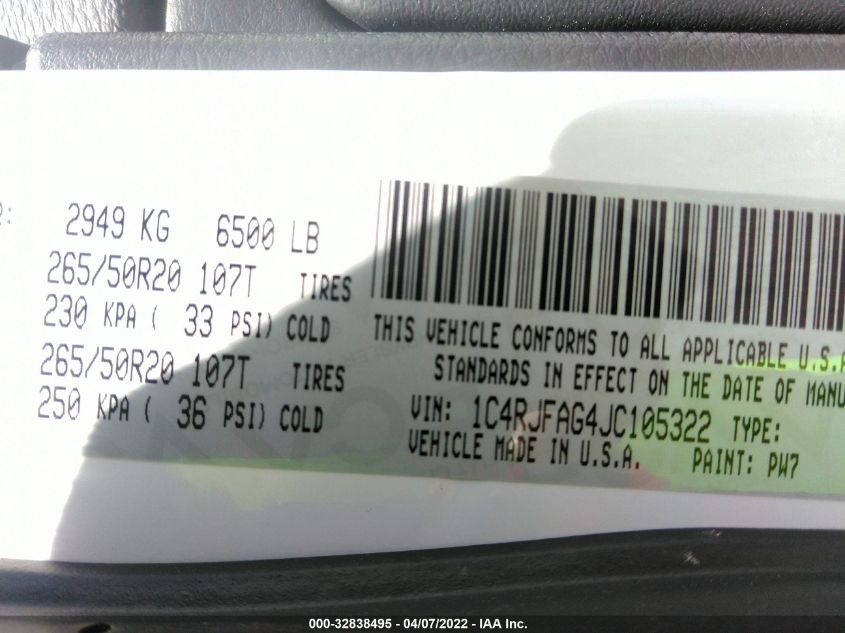 R: 2949 KG 6500 LB
265/50R20 107T TIRES
230 KPA ( 33 PSI) COLD
265/50R20 107T TIRES
250 KPA ( 36 PSI) COLD
THIS VEHICLE CONFORMS TO ALL APPLICABLE U.S.A
STANDARDS IN EFFECT ON THE DATE OF MANU
VIN: 1C4RJFAG4JC105322 TYPE:
VEHICLE MADE IN U.S.A. PAINT: PW7
000-32838495 - 04/07/2022 - IAA Inc.